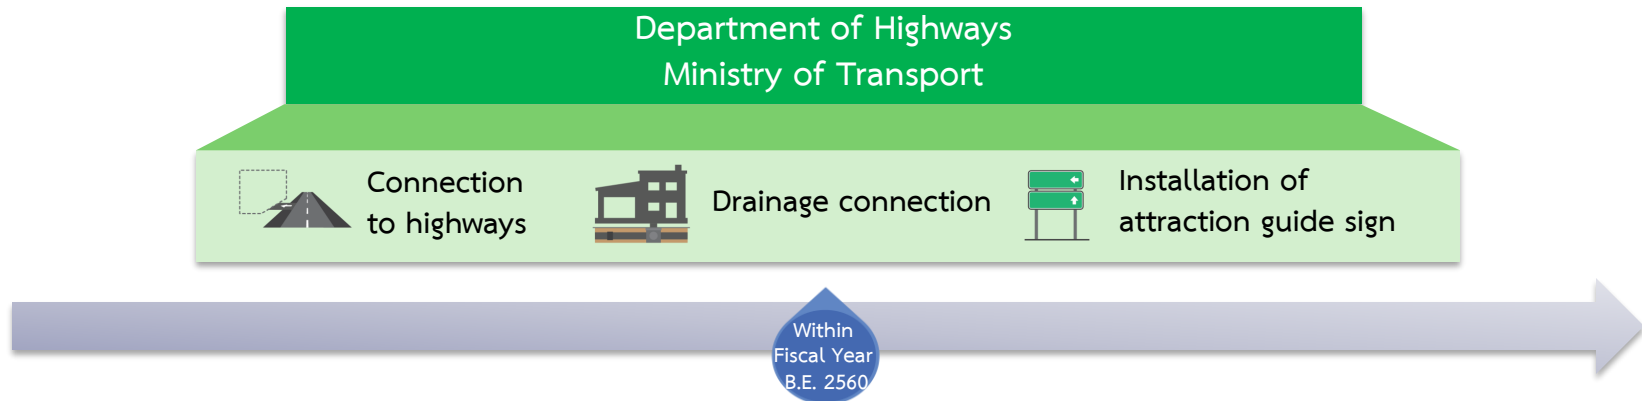 Department of Highways
Ministry of Transport
Connection
to highways
Drainage connection
Installation of
attraction guide sign
Within
Fiscal Year
B.E. 2560